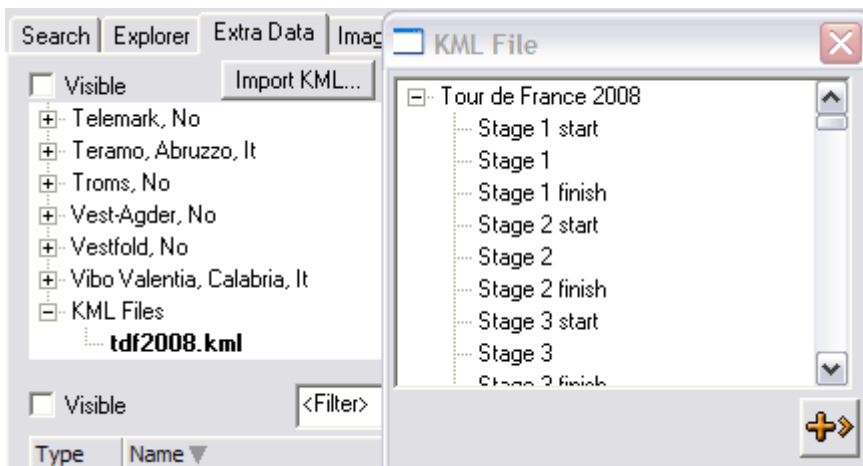 Search
Explorer
Extra Data
Imag
Visible
Import KML...
Telemark, No
Teramo, Abruzzo, It
Troms, No
Vest-Agder, No
Vestfold, No
Vibo Valentia, Calabria, It
KML Files
tdf2008.kml
Visible
<Filter>
Type
Name
KML File
Tour de France 2008
Stage 1 start
Stage 1
Stage 1 finish
Stage 2 start
Stage 2
Stage 2 finish
Stage 3 start
Stage 3
Stage 3 finish